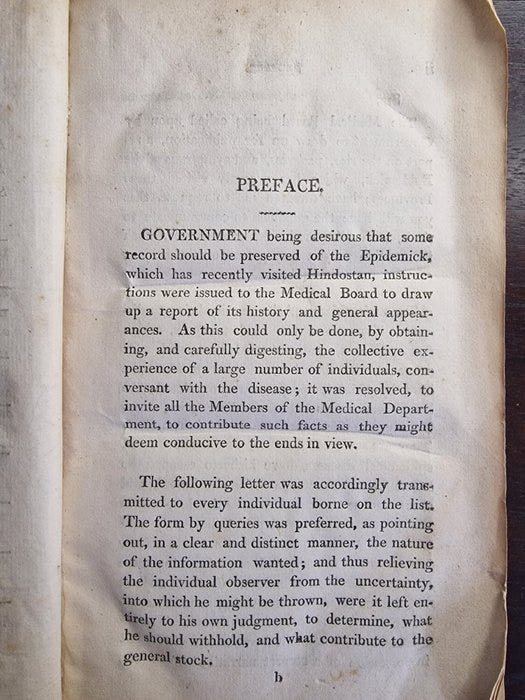 PREFACE.
GOVERNMENT being desirous that some
record should be preserved of the Epidemick,
which has recently visited Hindostan, instruc-
tions were issued to the Medical Board to draw
up a report of its history and general appear-
ances. As this could only be done, by obtain-
ing, and carefully digesting, the collective ex-
perience of a large number of individuals, con-
versant with the disease; it was resolved, to
invite all the Members of the Medical Depart-
ment, to contribute such facts as they might
deem conducive to the ends in view.
The following letter was accordingly trans-
mitted to every individual borne on the list.
The form by queries was preferred, as pointing
out, in a clear and distinct manner, the nature
of the information wanted; and thus relieving
the individual observer from the uncertainty,
into which he might be thrown, were it left en-
tirely to his own judgment, to determine, what
he should withhold, and what contribute to the
general stock.
b